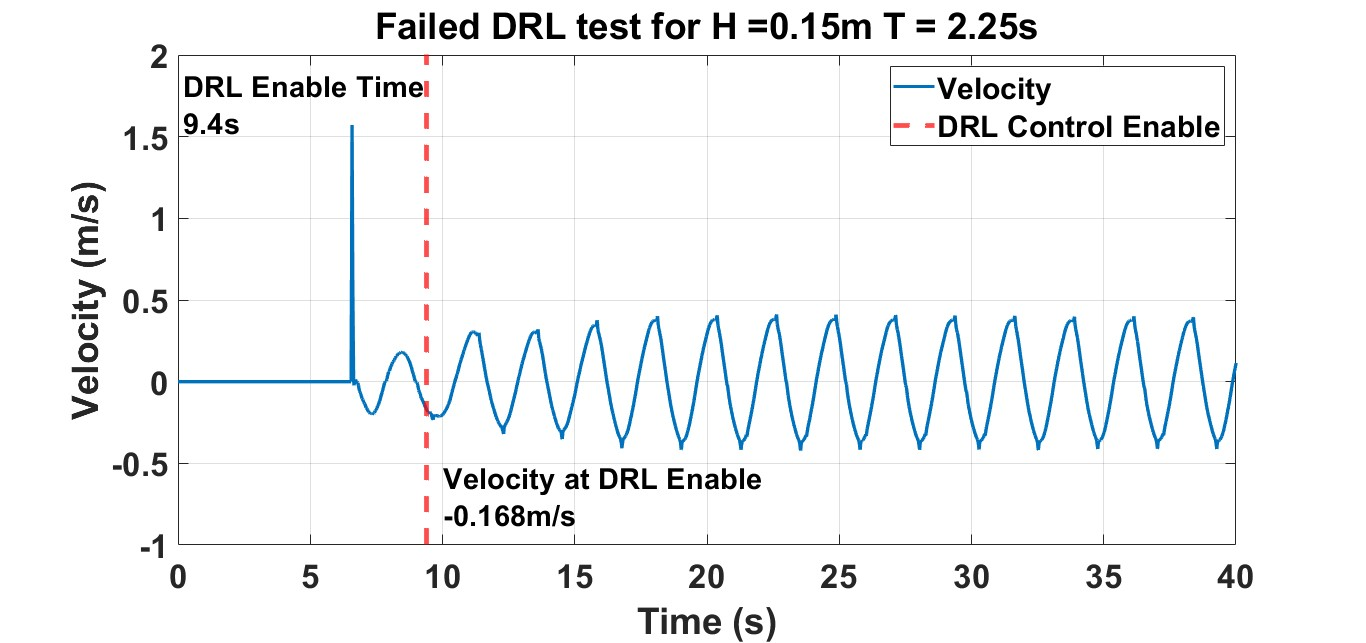 Failed DRL test for H =0.15m T = 2.25s
2
1.5
1
0.5
0
-0.5
-1
Velocity (m/s)
DRL Enable Time
9.4s
Velocity
DRL Control Enable
Velocity at DRL Enable
-0.168m/s
0 5 10 15 20 25 30 35 40
Time (s)